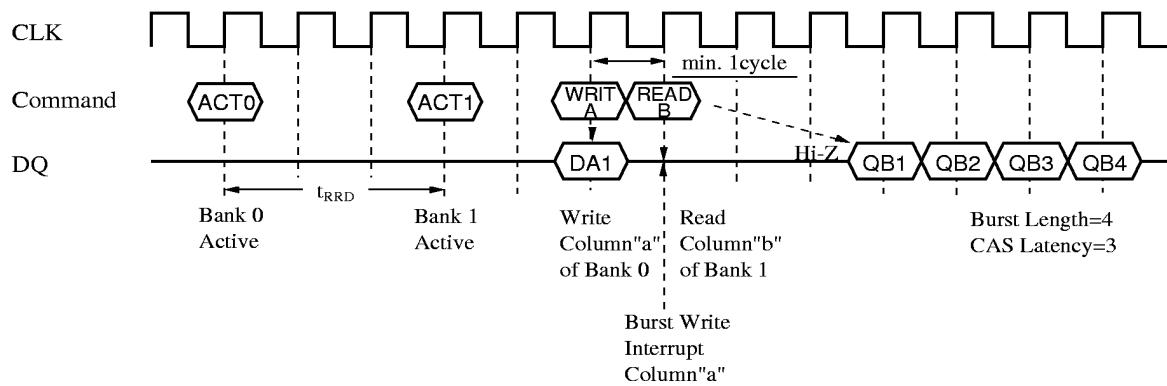 CLK
min. 1cycle
Command
ACT0
ACT1
WRIT
A
READ
B
DQ
DA1
Hi-Z
QB1
QB2
QB3
QB4
tRRD
Bank 0
Active
Bank 1
Active
Write
Column"a"
of Bank 0
Read
Column"b"
of Bank 1
Burst Length=4
CAS Latency=3
Burst Write
Interrupt
Column"a"